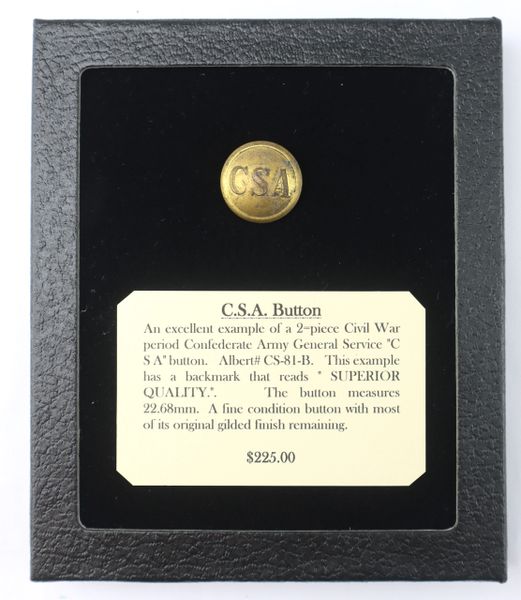 CSA
C.S.A. Button
An excellent example of a 2=piece Civil War
period Confederate Army General Service "C
S A" button. Albert# CS-81-B. This example
has a backmark that reads " SUPERIOR
QUALITY.". The button measures
22.68mm. A fine condition button with most
of its original gilded finish remaining.
$225.00